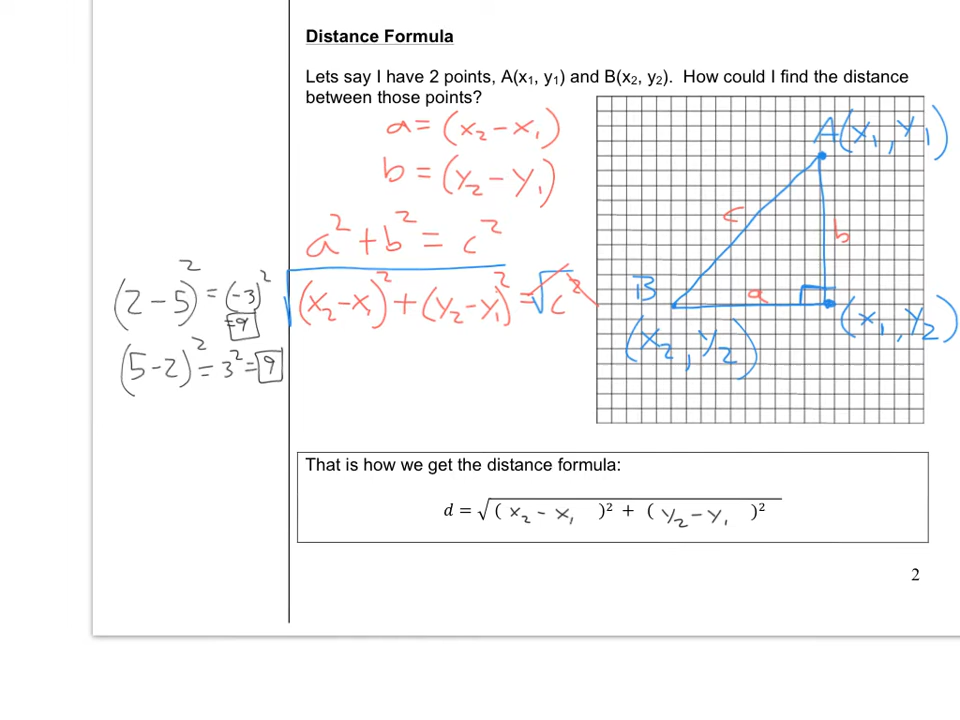 Distance Formula
Lets say I have 2 points, A(x₁, y₁) and B(x₂, y₂). How could I find the distance
between those points?
a = (x₂ - x₁)
b = (y₂ - y₁)
a² + b² = c²
√(x₂-x₁)² + (y₂-y₁)² = √c²
(2 - 5)² = (-3)²
= 9
(5-2)² = 3² = 9
A(x₁, y₁)
c
b
B
a
(x₂, y₂)
(x₁, y₂)
That is how we get the distance formula:
d = √( x₂ - x₁ )² + ( y₂ - y₁ )²
2